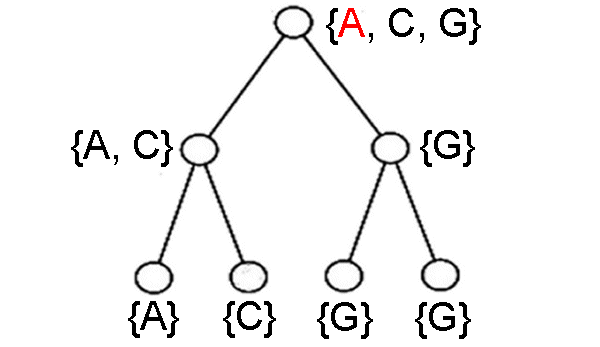 {A, C, G}
{A, C} {G}
{A} {C} {G} {G}